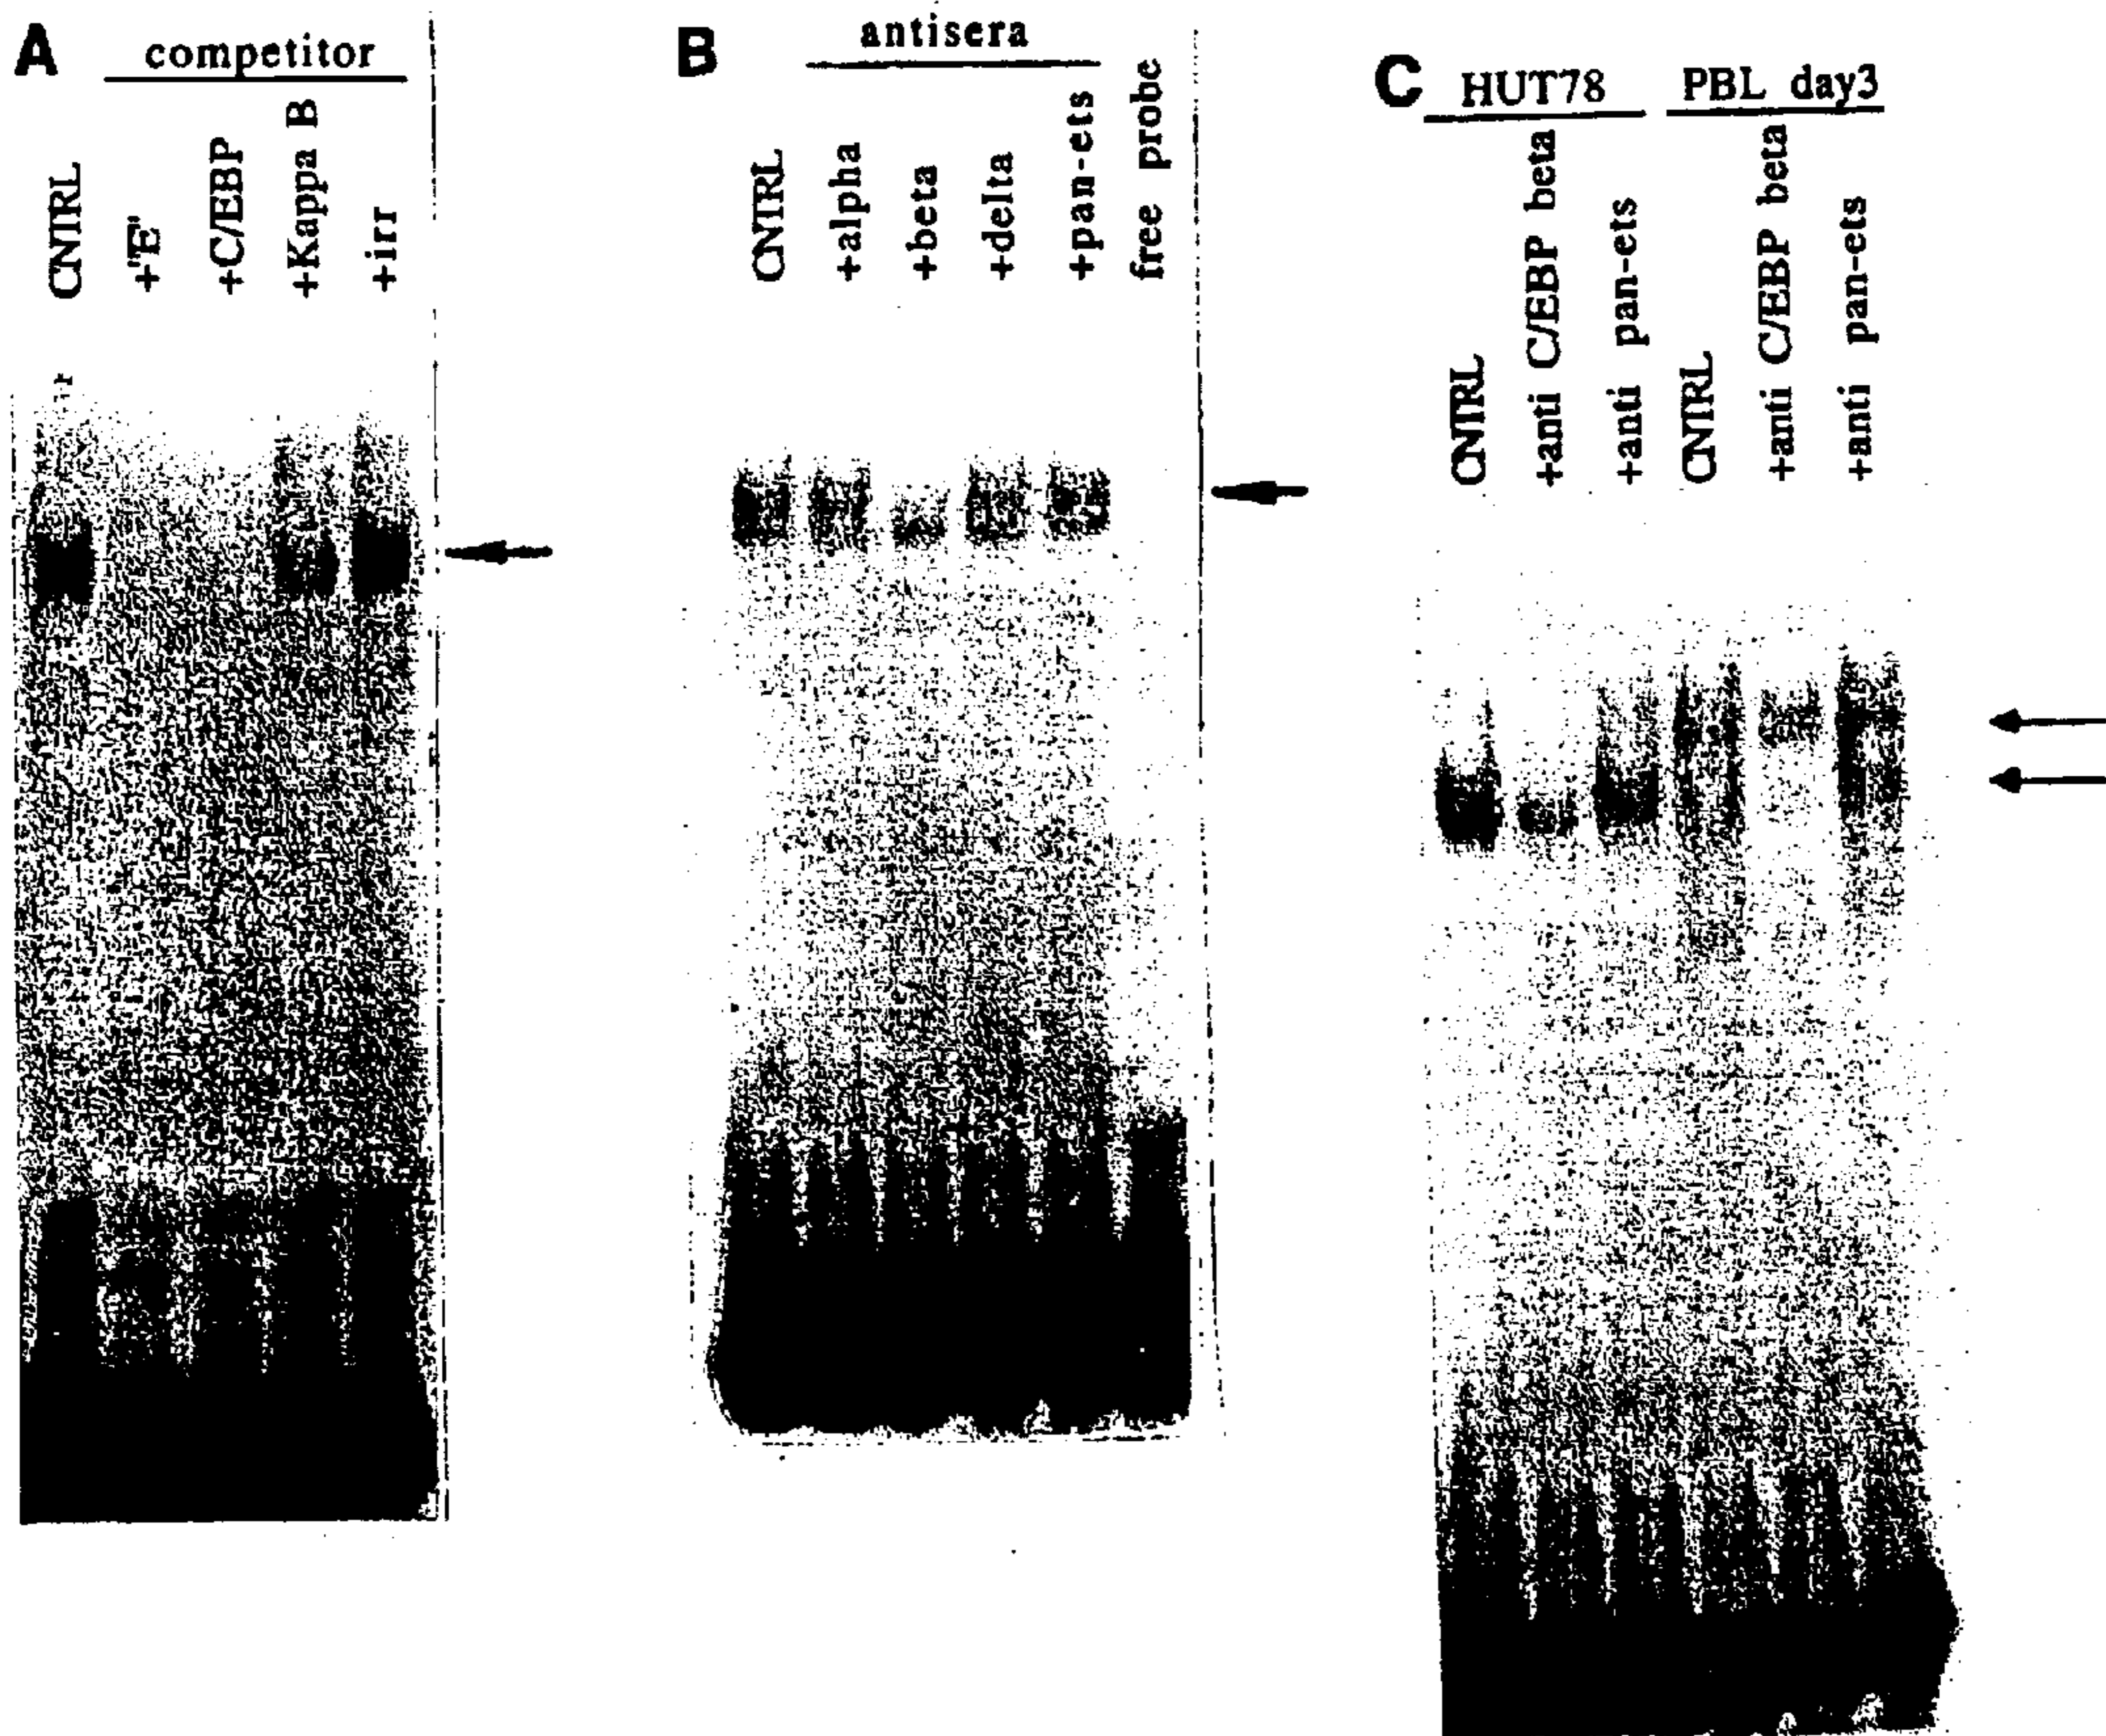 A
competitor
CNTRL
+"E"
+C/EBP
+Kappa B
+irr
B
antisera
CNTRL
+alpha
+beta
+delta
+pan-ets
free probe
C
HUT78
PBL day3
CNTRL
+anti C/EBP beta
+anti pan-ets
CNTRL
+anti C/EBP beta
+anti pan-ets